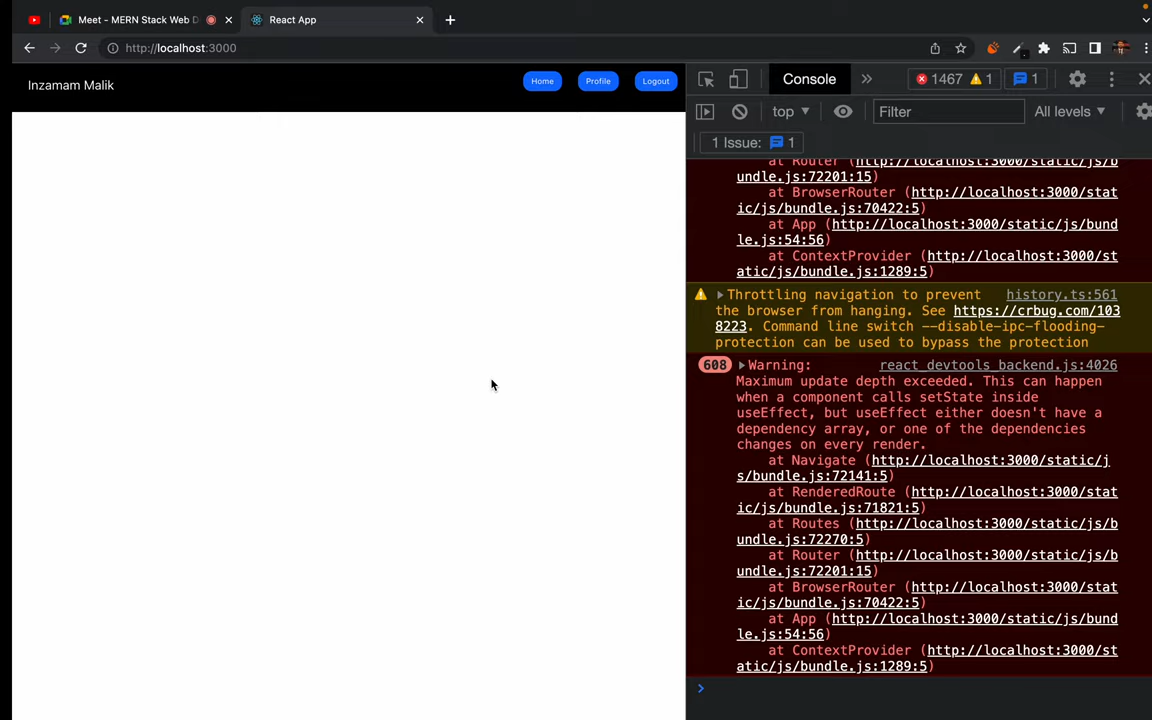 Meet - MERN Stack Web D
React App
http://localhost:3000
Inzamam Malik
Home
Profile
Logout
Console
1467
1
1
top
Filter
All levels
1 Issue: 1
at Router (http://localhost:3000/static/js/b
undle.js:72201:15)
at BrowserRouter (http://localhost:3000/stat
ic/js/bundle.js:70422:5)
at App (http://localhost:3000/static/js/bund
le.js:54:56)
at ContextProvider (http://localhost:3000/st
atic/js/bundle.js:1289:5)
Throttling navigation to prevent history.ts:561
the browser from hanging. See https://crbug.com/103
8223. Command line switch --disable-ipc-flooding-
protection can be used to bypass the protection
608 Warning: react_devtools_backend.js:4026
Maximum update depth exceeded. This can happen
when a component calls setState inside
useEffect, but useEffect either doesn't have a
dependency array, or one of the dependencies
changes on every render.
at Navigate (http://localhost:3000/static/j
s/bundle.js:72141:5)
at RenderedRoute (http://localhost:3000/stat
ic/js/bundle.js:71821:5)
at Routes (http://localhost:3000/static/js/b
undle.js:72270:5)
at Router (http://localhost:3000/static/js/b
undle.js:72201:15)
at BrowserRouter (http://localhost:3000/stat
ic/js/bundle.js:70422:5)
at App (http://localhost:3000/static/js/bund
le.js:54:56)
at ContextProvider (http://localhost:3000/st
atic/js/bundle.js:1289:5)